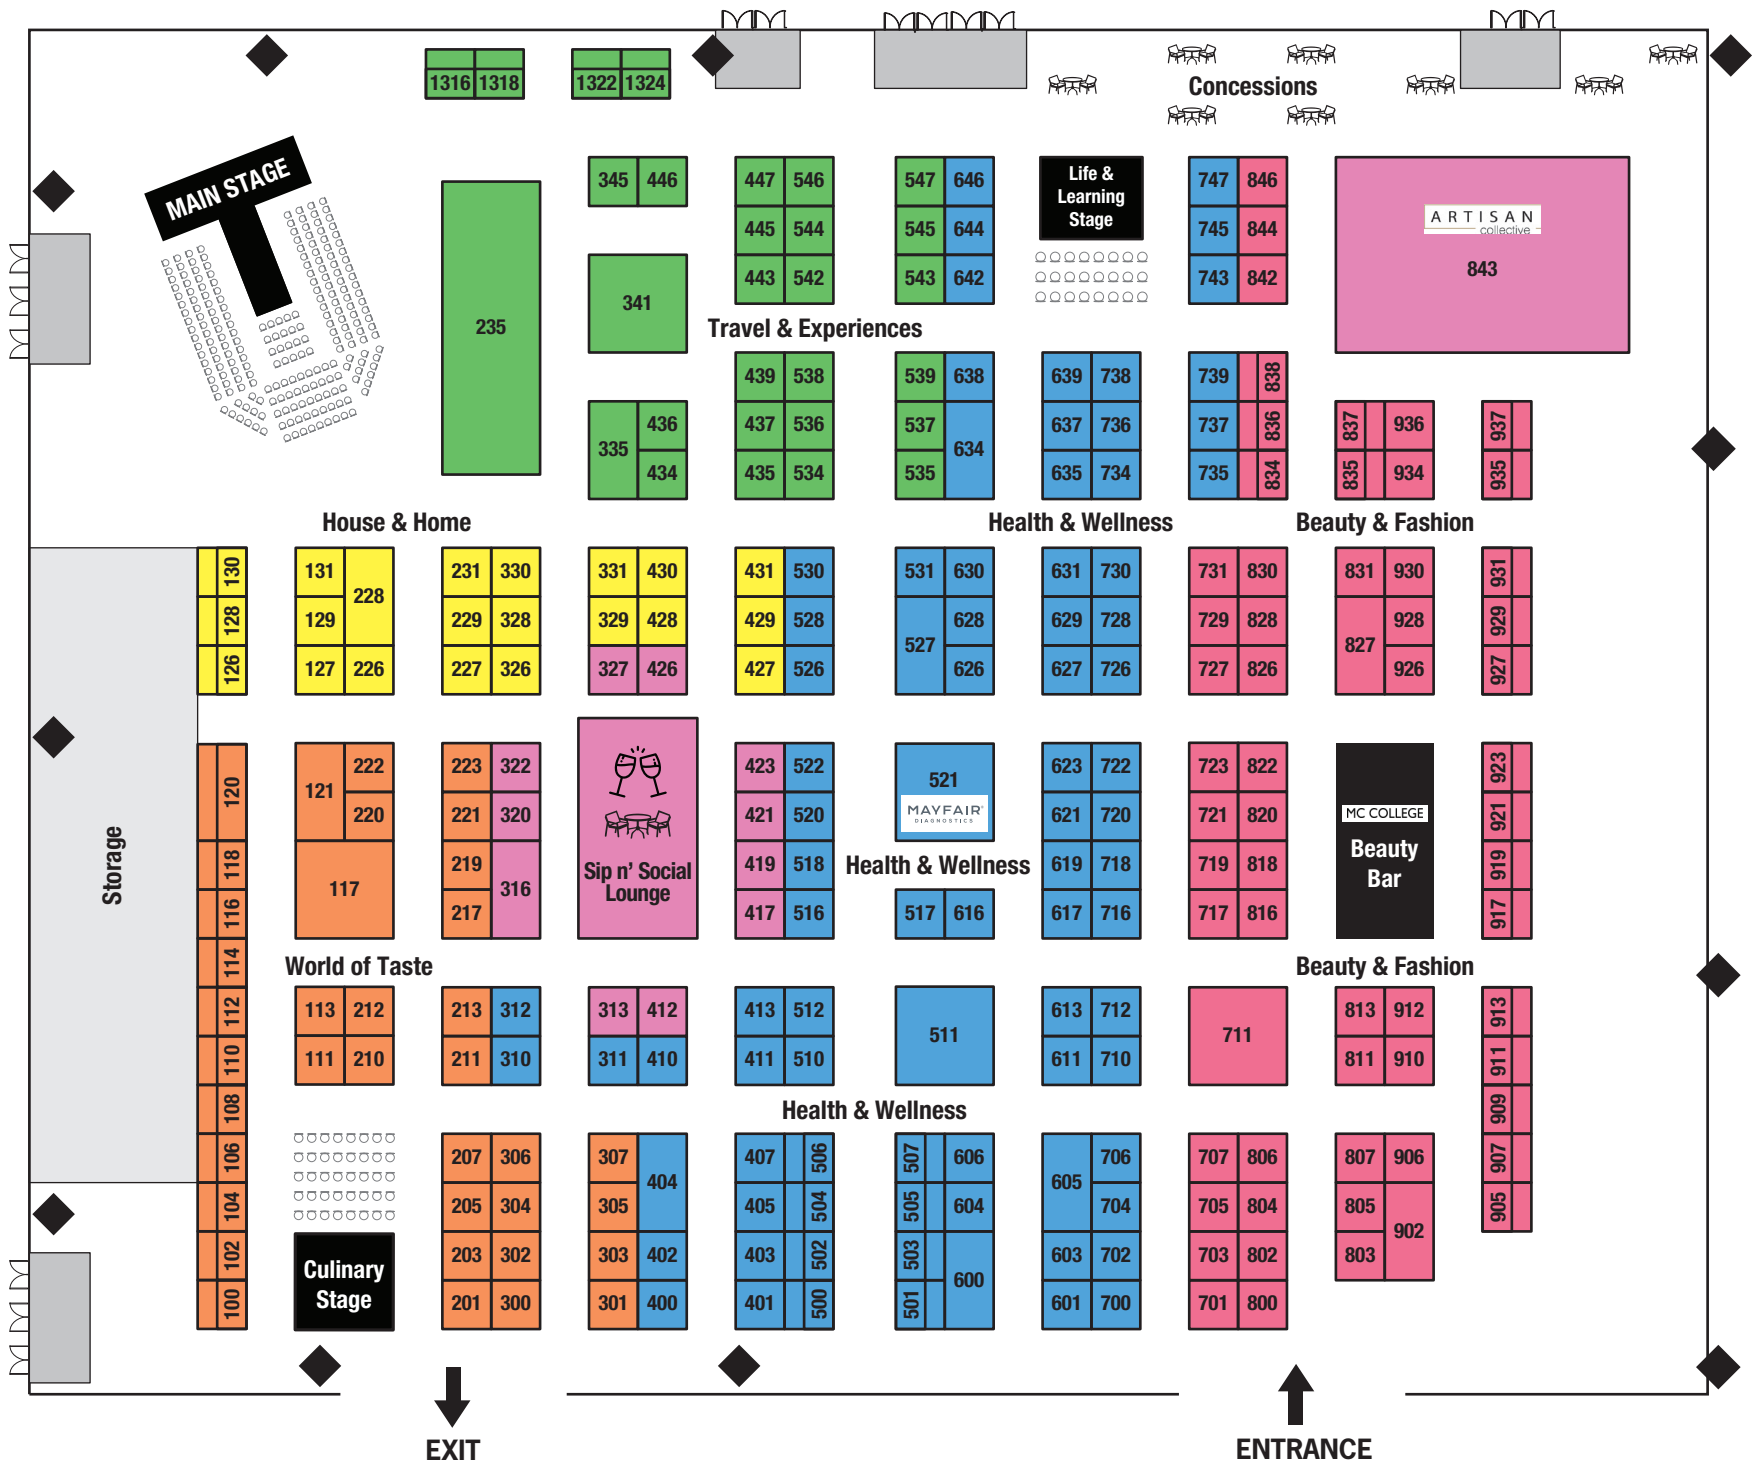 1316 1318 1322 1324
Concessions
MAIN STAGE
345 446 447 546 547 646
Life &
Learning
Stage
747 846
445 544 545 644 745 844
ARTISAN
collective
443 542 543 642 743 842
843
341
235
Travel & Experiences
439 538 539 638 639 738 739 838
335 436 437 536 537 634 637 736 737 836 837 936 937
434 435 534 535 635 734 735 834 835 934 935
House & Home
Health & Wellness
Beauty & Fashion
130 131 228 231 330 331 430 431 530 531 630 631 730 731 830 831 930 931
128 129 229 328 329 428 429 528 527 628 629 728 729 828 827 928 929
126 127 226 227 326 327 426 427 526 626 627 726 727 826 926 927
120 121 222 223 322 423 522 521 623 722 723 822 923
MAYFAIR
DIAGNOSTICS
220 221 320 421 520 621 720 721 820 921
MC COLLEGE
Beauty
Bar
Storage
118 117 219 316 419 518 619 718 719 818 919
Sip n' Social
Lounge
Health & Wellness
116 217 417 516 517 616 617 716 717 816 917
114
World of Taste
Beauty & Fashion
112 113 212 213 312 313 412 413 512 511 613 712 711 813 912 913
110 111 210 211 310 311 410 411 510 611 710 811 910 911
108 909
Health & Wellness
106 207 306 307 404 407 506 507 606 605 706 707 806 807 906 907
104 205 304 305 405 504 505 604 704 705 804 805 902 905
102 203 302 303 402 403 502 503 600 603 702 703 802 803
Culinary
Stage
100 201 300 301 400 401 500 501 601 700 701 800
EXIT
ENTRANCE